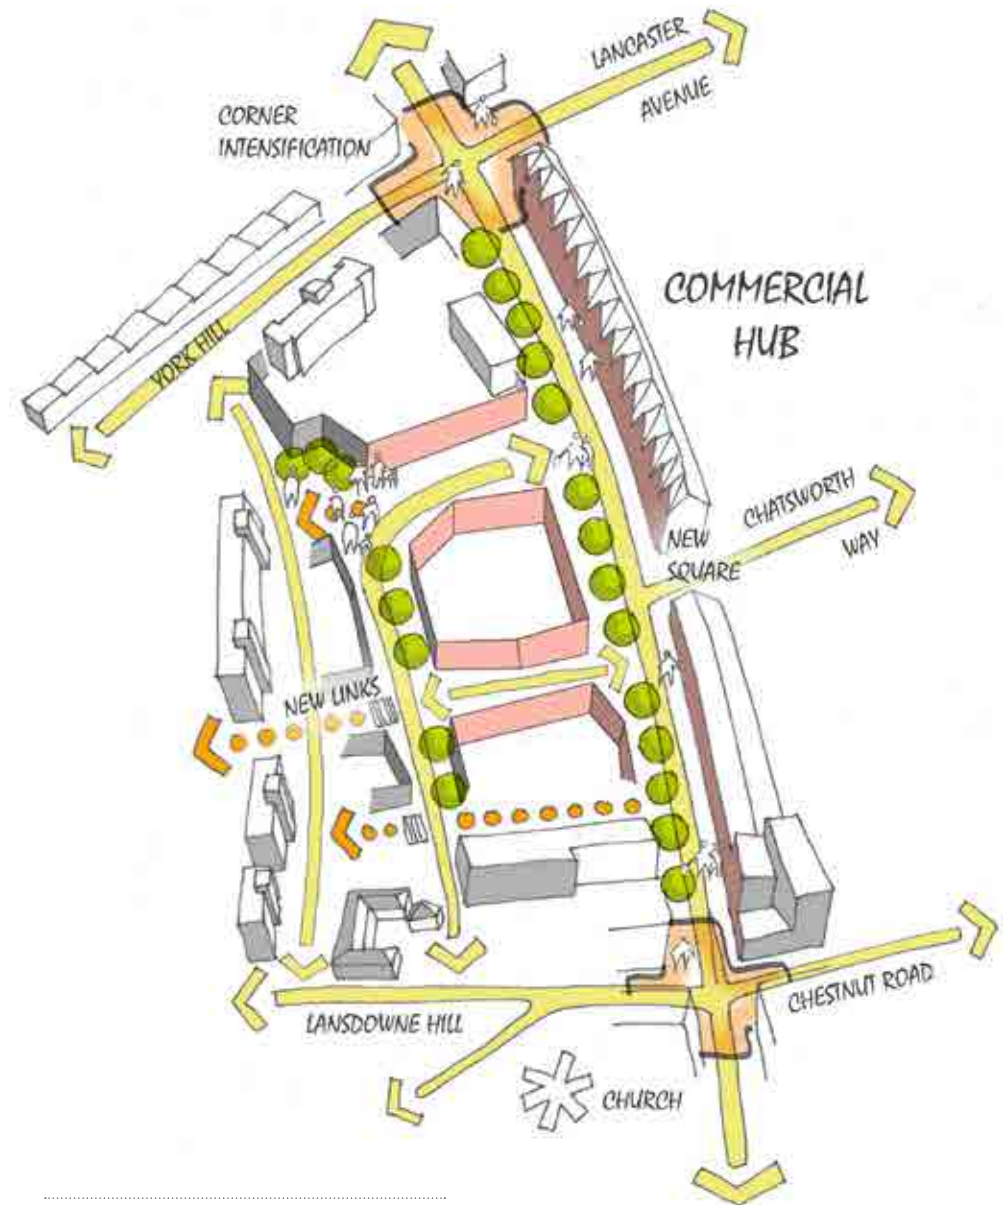 LANCASTER
AVENUE
CORNER
INTENSIFICATION
COMMERCIAL
HUB
YORK HILL
CHATSWORTH
WAY
NEW
SQUARE
NEW LINKS
CHESTNUT ROAD
LANSDOWNE HILL
CHURCH